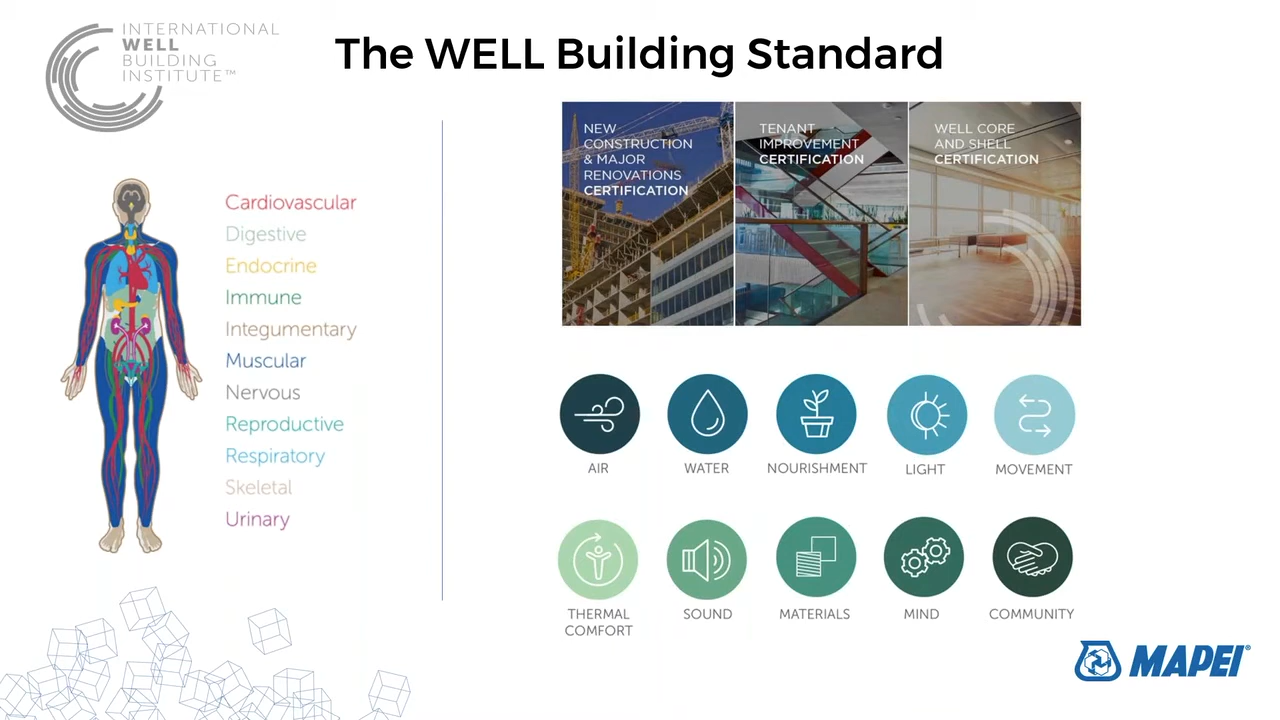 INTERNATIONAL
WELL
BUILDING
INSTITUTE™
The WELL Building Standard
Cardiovascular
Digestive
Endocrine
Immune
Integumentary
Muscular
Nervous
Reproductive
Respiratory
Skeletal
Urinary
NEW
CONSTRUCTION
& MAJOR
RENOVATIONS
CERTIFICATION
TENANT
IMPROVEMENT
CERTIFICATION
WELL CORE
AND SHELL
CERTIFICATION
AIR
WATER
NOURISHMENT
LIGHT
MOVEMENT
THERMAL
COMFORT
SOUND
MATERIALS
MIND
COMMUNITY
MAPEI®